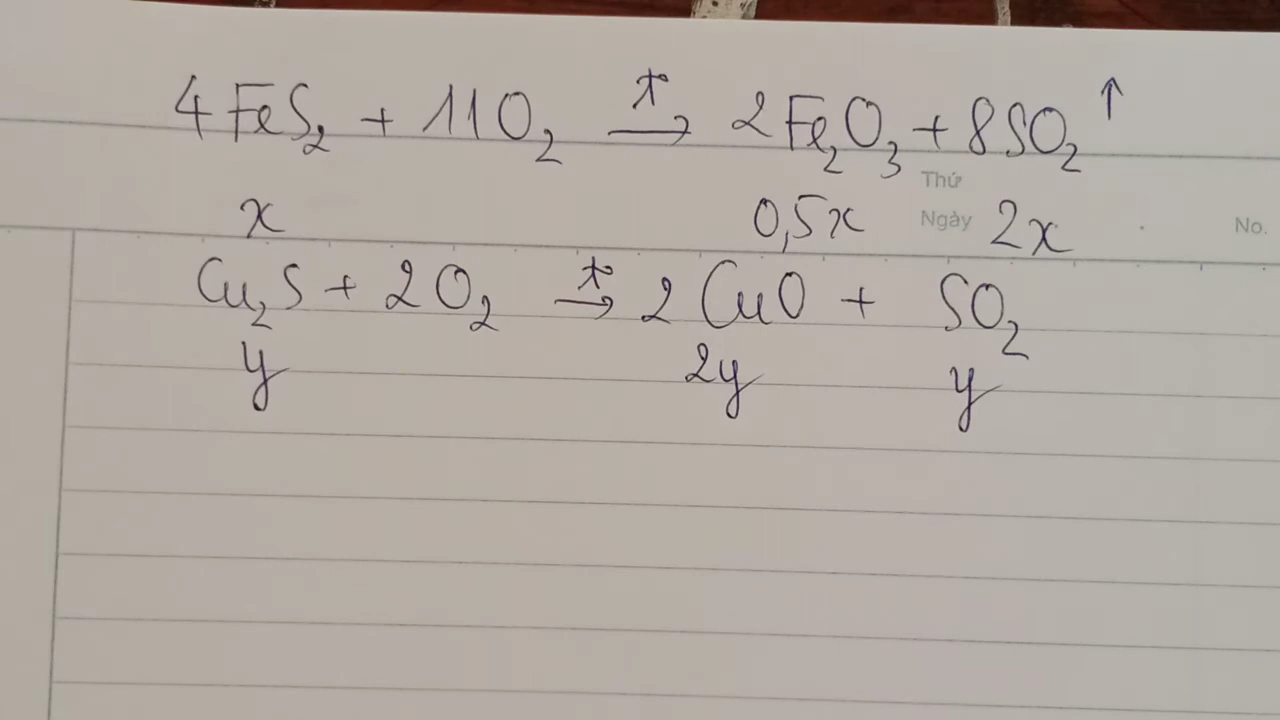 4FeS₂ + 11O₂ →t° 2Fe₂O₃ + 8SO₂ ↑
Thứ
x 0,5x Ngày 2x No.
Cu₂S + 2O₂ →t° 2CuO + SO₂
y 2y y